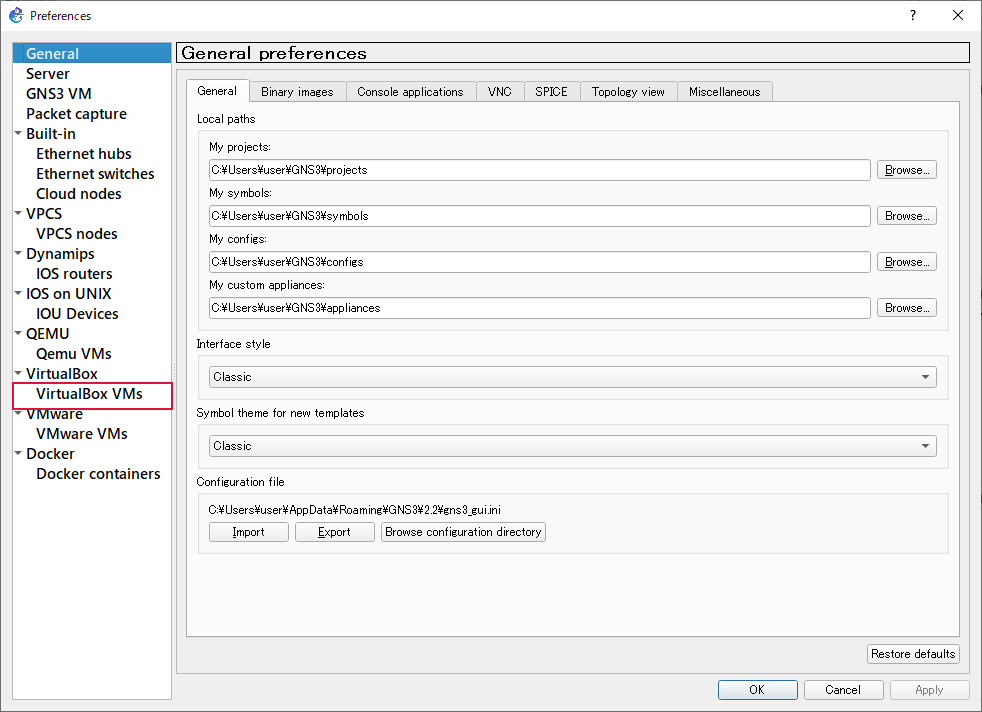 Preferences
?
General
Server
GNS3 VM
Packet capture
Built-in
Ethernet hubs
Ethernet switches
Cloud nodes
VPCS
VPCS nodes
Dynamips
IOS routers
IOS on UNIX
IOU Devices
QEMU
Qemu VMs
VirtualBox
VirtualBox VMs
VMware
VMware VMs
Docker
Docker containers
General preferences
General Binary images Console applications VNC SPICE Topology view Miscellaneous
Local paths
My projects:
C:¥Users¥user¥GNS3¥projects Browse...
My symbols:
C:¥Users¥user¥GNS3¥symbols Browse...
My configs:
C:¥Users¥user¥GNS3¥configs Browse...
My custom appliances:
C:¥Users¥user¥GNS3¥appliances Browse...
Interface style
Classic
Symbol theme for new templates
Classic
Configuration file
C:¥Users¥user¥AppData¥Roaming¥GNS3¥2.2¥gns3_gui.ini
Import Export Browse configuration directory
Restore defaults
OK Cancel Apply